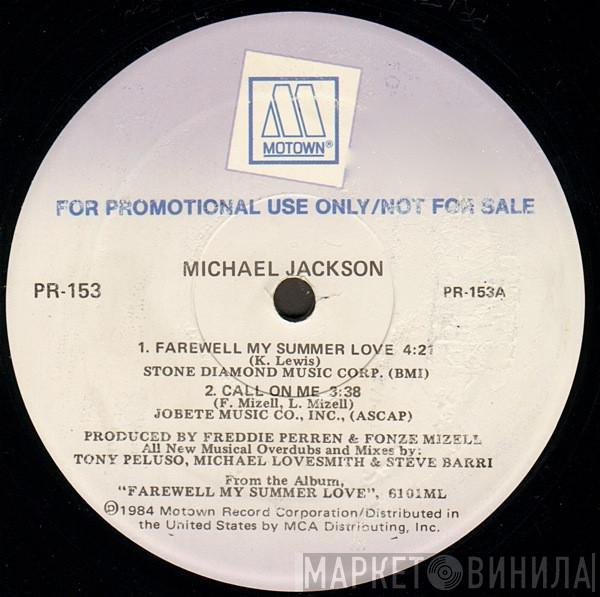 MOTOWN®
FOR PROMOTIONAL USE ONLY/NOT FOR SALE
MICHAEL JACKSON
PR-153
PR-153A
1. FAREWELL MY SUMMER LOVE 4:21
(K. Lewis)
STONE DIAMOND MUSIC CORP. (BMI)
2. CALL ON ME 3:38
(F. Mizell, L. Mizell)
JOBETE MUSIC CO., INC., (ASCAP)
PRODUCED BY FREDDIE PERREN & FONZE MIZELL
All New Musical Overdubs and Mixes by:
TONY PELUSO, MICHAEL LOVESMITH & STEVE BARRI
From the Album,
"FAREWELL MY SUMMER LOVE", 6101ML
℗1984 Motown Record Corporation/Distributed in
the United States by MCA Distributing, Inc.
МАРКЕТ ВИНИЛА